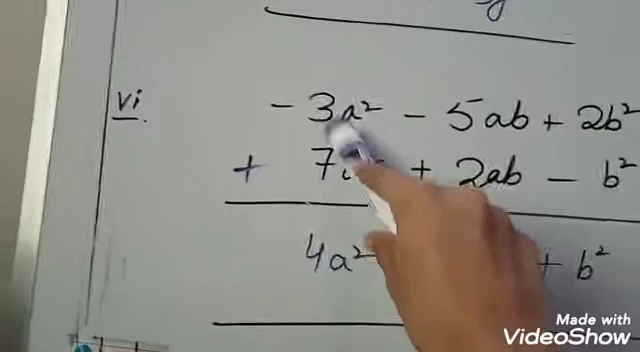 vi.
- 3a² - 5ab + 2b²
+ 7 + 2ab - b²
4a² + b²
Made with
VideoShow